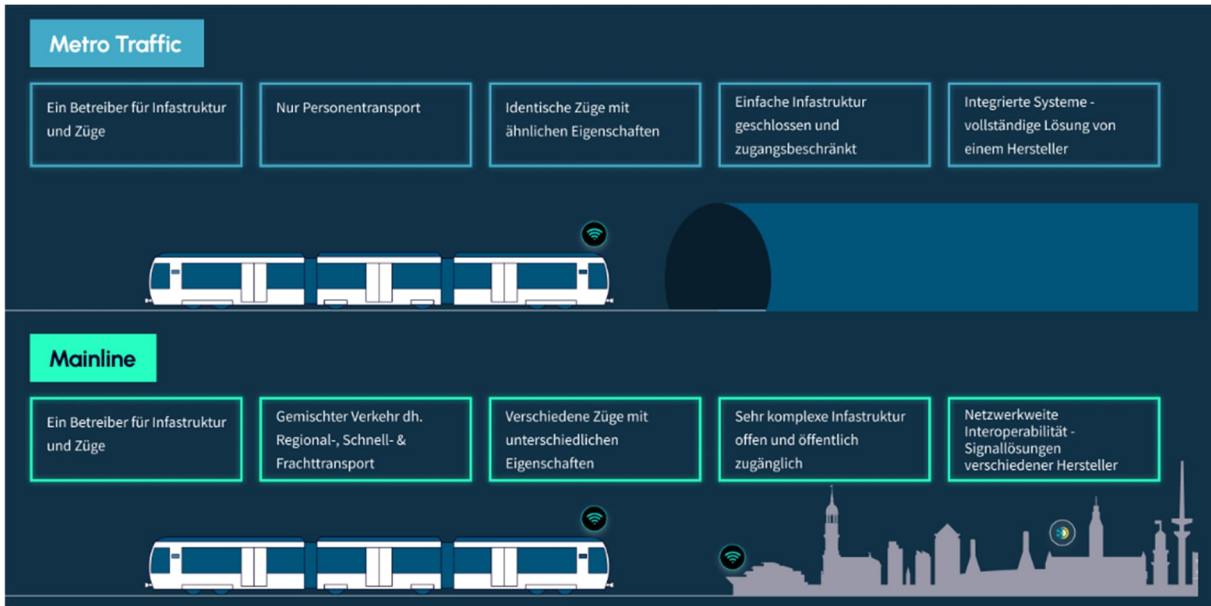 Metro Traffic
Ein Betreiber für Infastruktur
und Züge
Nur Personentransport
Identische Züge mit
ähnlichen Eigenschaften
Einfache Infastruktur
geschlossen und
zugangsbeschränkt
Integrierte Systeme -
vollständige Lösung von
einem Hersteller
Mainline
Ein Betreiber für Infastruktur
und Züge
Gemischter Verkehr dh.
Regional-, Schnell- &
Frachttransport
Verschiedene Züge mit
unterschiedlichen
Eigenschaften
Sehr komplexe Infastruktur
offen und öffentlich
zugänglich
Netzwerkweite
Interoperabilität -
Signallösungen
verschiedener Hersteller